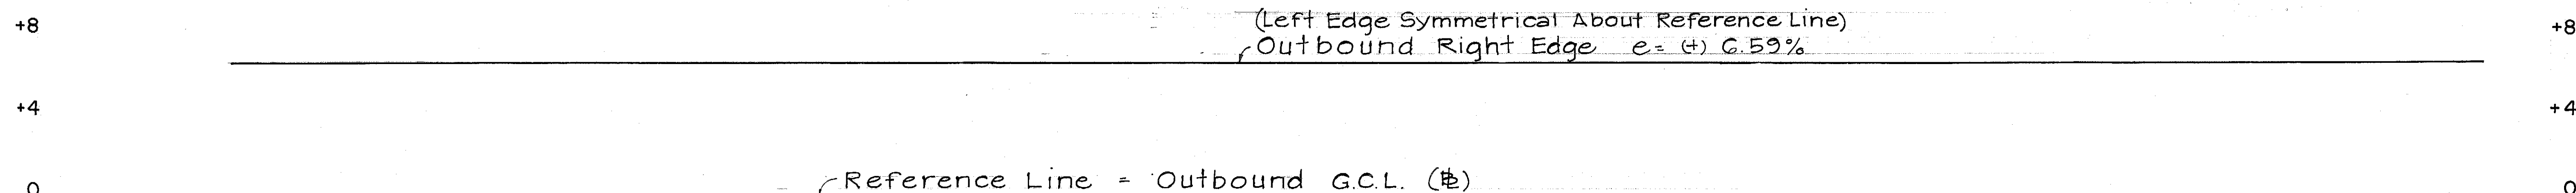 +8 (Left Edge Symmetrical About Reference Line) +8
Outbound Right Edge e= (+) 6.59%
+4 +4
0 Reference Line = Outbound G.C.L. (℔) 0